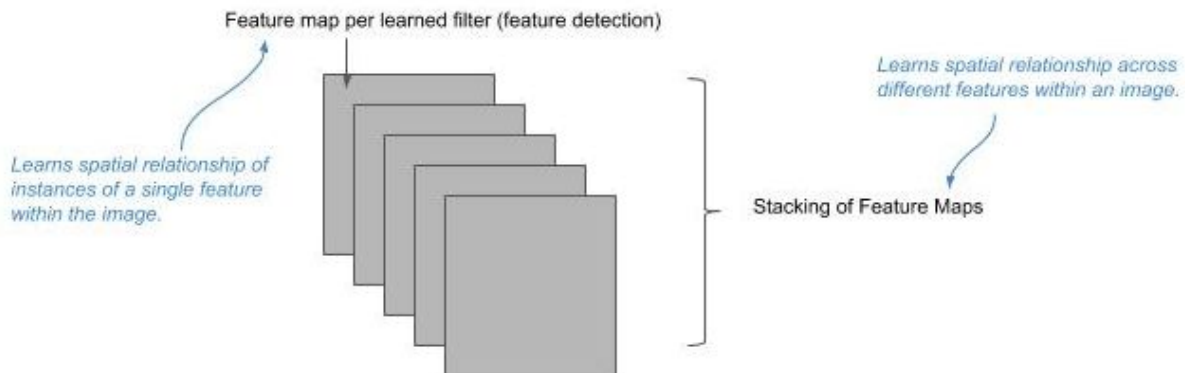 Feature map per learned filter (feature detection)
Learns spatial relationship across
different features within an image.
Learns spatial relationship of
instances of a single feature
within the image.
Stacking of Feature Maps